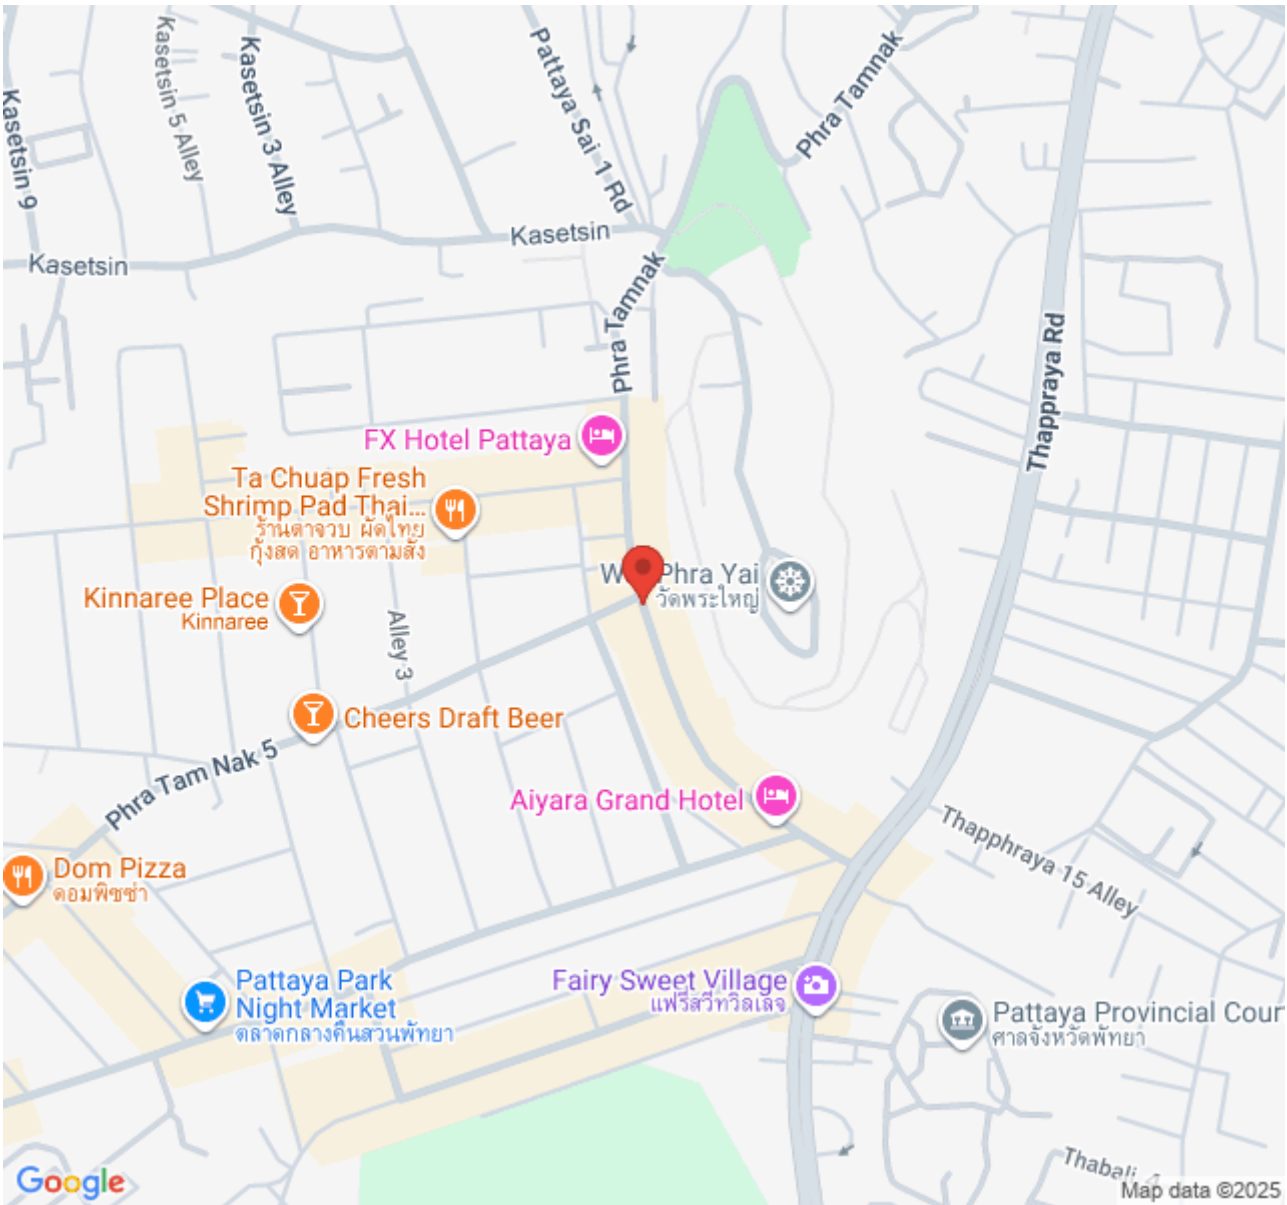 Kasetsin 9
Kasetsin 5 Alley
Kasetsin 3 Alley
Pattaya Sai 1 Rd
Phra Tamnak
Kasetsin
Kasetsin
Phra Tamnak
Thappraya Rd
FX Hotel Pattaya
Ta Chuap Fresh
Shrimp Pad Thai...
ร้านตาจวบ ผัดไทย
กุ้งสด อาหารตามสั่ง
Phra Yai
วัดพระใหญ่
Kinnaree Place
Kinnaree
Alley 3
Cheers Draft Beer
Phra Tam Nak 5
Aiyara Grand Hotel
Thapphraya 15 Alley
Dom Pizza
ดอมพิซซ่า
Pattaya Park
Night Market
ตลาดกลางคืนสวนพัทยา
Fairy Sweet Village
แฟรีสวีทวิลเลจ
Pattaya Provincial Cour
ศาลจังหวัดพัทยา
Thabali 4
Google
Map data ©2025